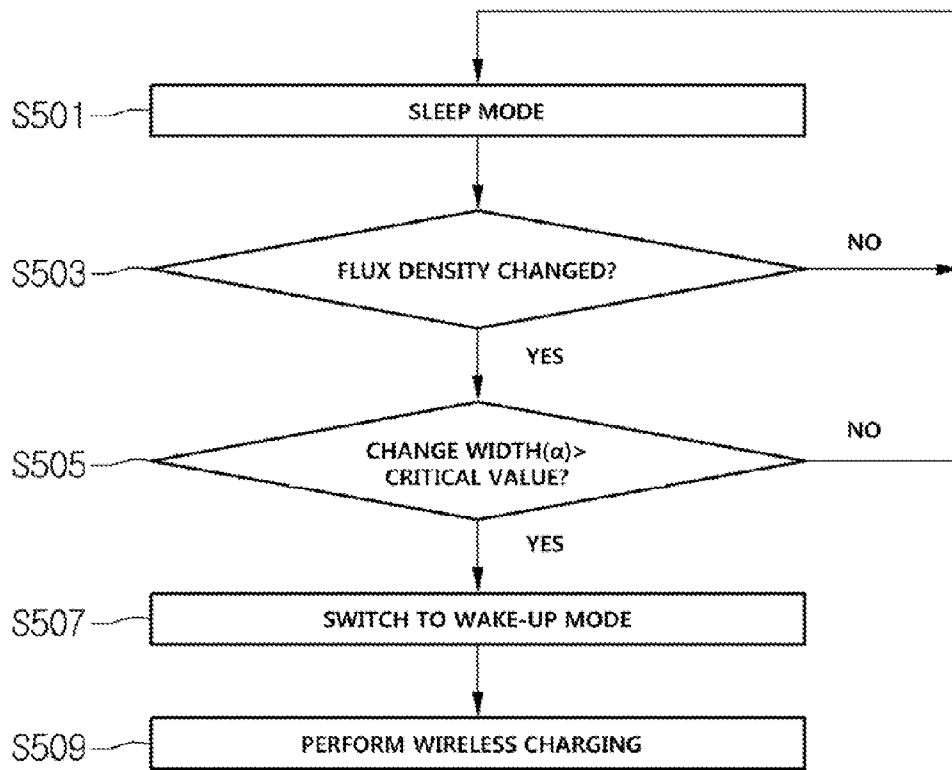 S501
SLEEP MODE
S503
FLUX DENSITY CHANGED?
NO
YES
S505
CHANGE WIDTH(α)>
CRITICAL VALUE?
NO
YES
S507
SWITCH TO WAKE-UP MODE
S509
PERFORM WIRELESS CHARGING